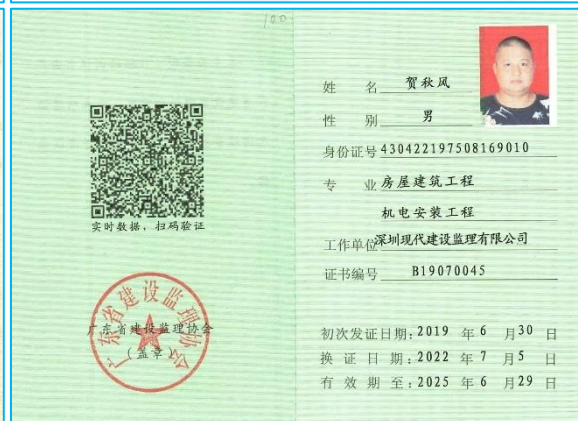 100
实时数据，扫码验证
广东省建设监理协会
广东省建设监理协会
（盖章）
姓 名 贺秋风
性 别 男
身份证号 430422197508169010
专 业 房屋建筑工程
机电安装工程
工作单位 深圳现代建设监理有限公司
证书编号 B19070045
初次发证日期：2019 年 6 月 30 日
换 证 日 期：2022 年 7 月 5 日
有 效 期 至：2025 年 6 月 29 日